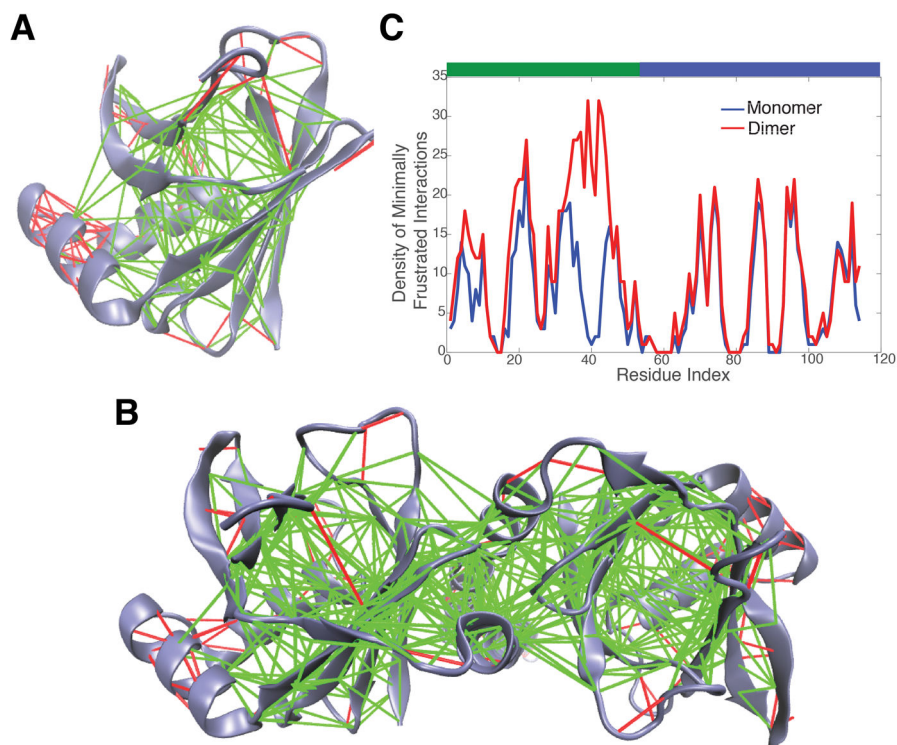 A
C
35
30
25
20
15
10
5
0
Density of Minimally
Frustrated Interactions
Monomer
Dimer
0 20 40 60 80 100 120
Residue Index
B